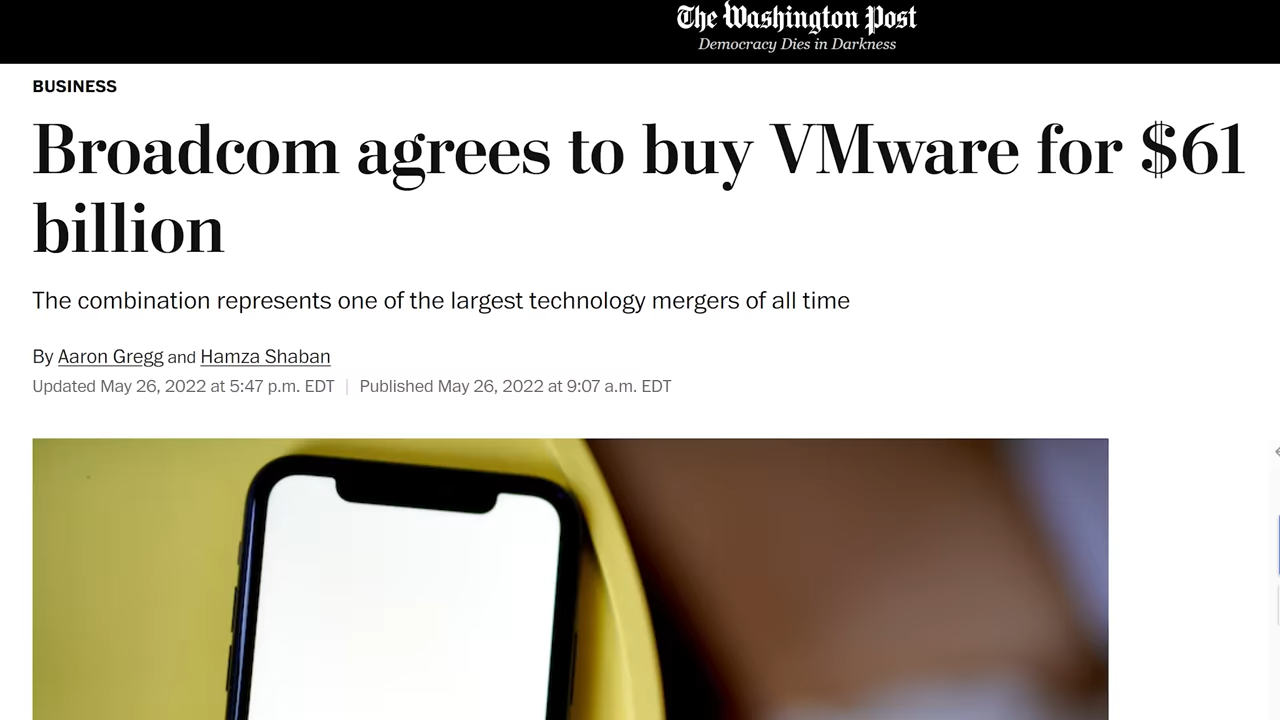 The Washington Post
Democracy Dies in Darkness
BUSINESS
Broadcom agrees to buy VMware for $61
billion
The combination represents one of the largest technology mergers of all time
By Aaron Gregg and Hamza Shaban
Updated May 26, 2022 at 5:47 p.m. EDT | Published May 26, 2022 at 9:07 a.m. EDT